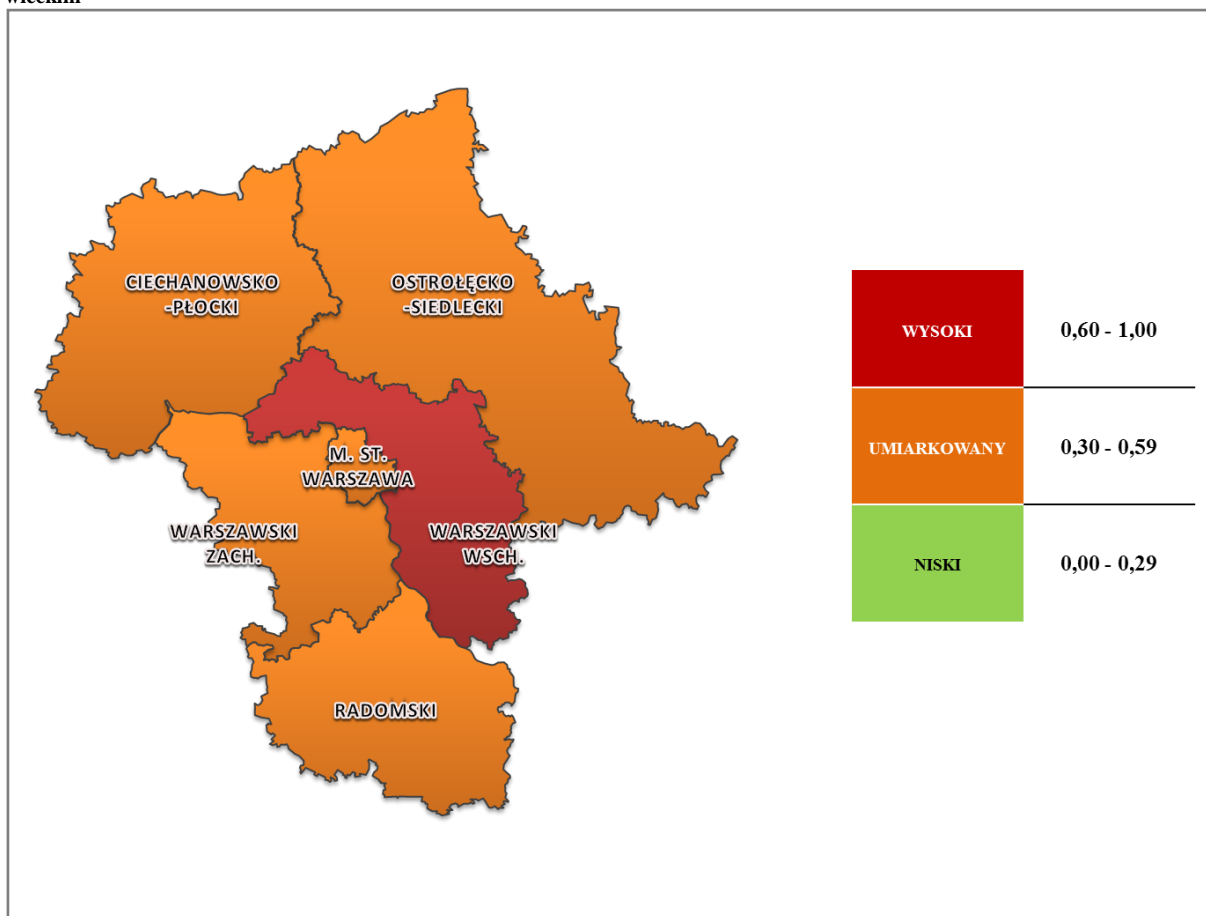 CIECHANOWSKO
-PŁOCKI
OSTROŁĘCKO
-SIEDLECKI
M. ST.
WARSZAWA
WARSZAWSKI
ZACH.
WARSZAWSKI
WSCH.
RADOMSKI
WYSOKI 0,60 - 1,00
UMIARKOWANY 0,30 - 0,59
NISKI 0,00 - 0,29